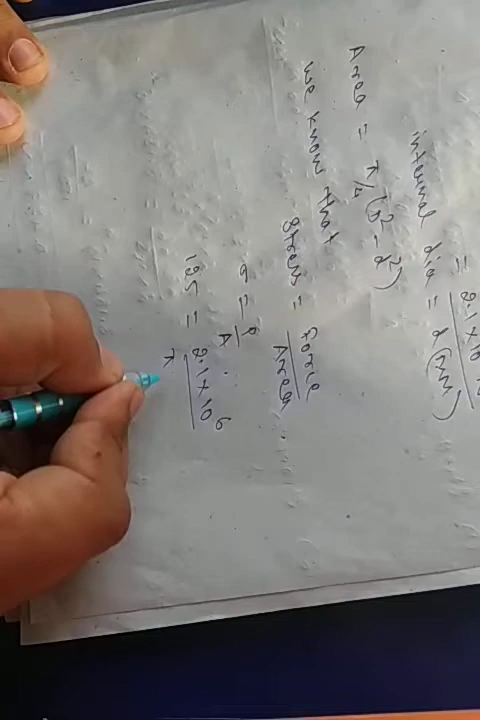 = 2.1 × 10
internal dia = d (mm)
Area = π/4 (D² - d²)
we know that
Stress = Force / Area
σ = P / A
125 = 2.1 × 10⁶ / π